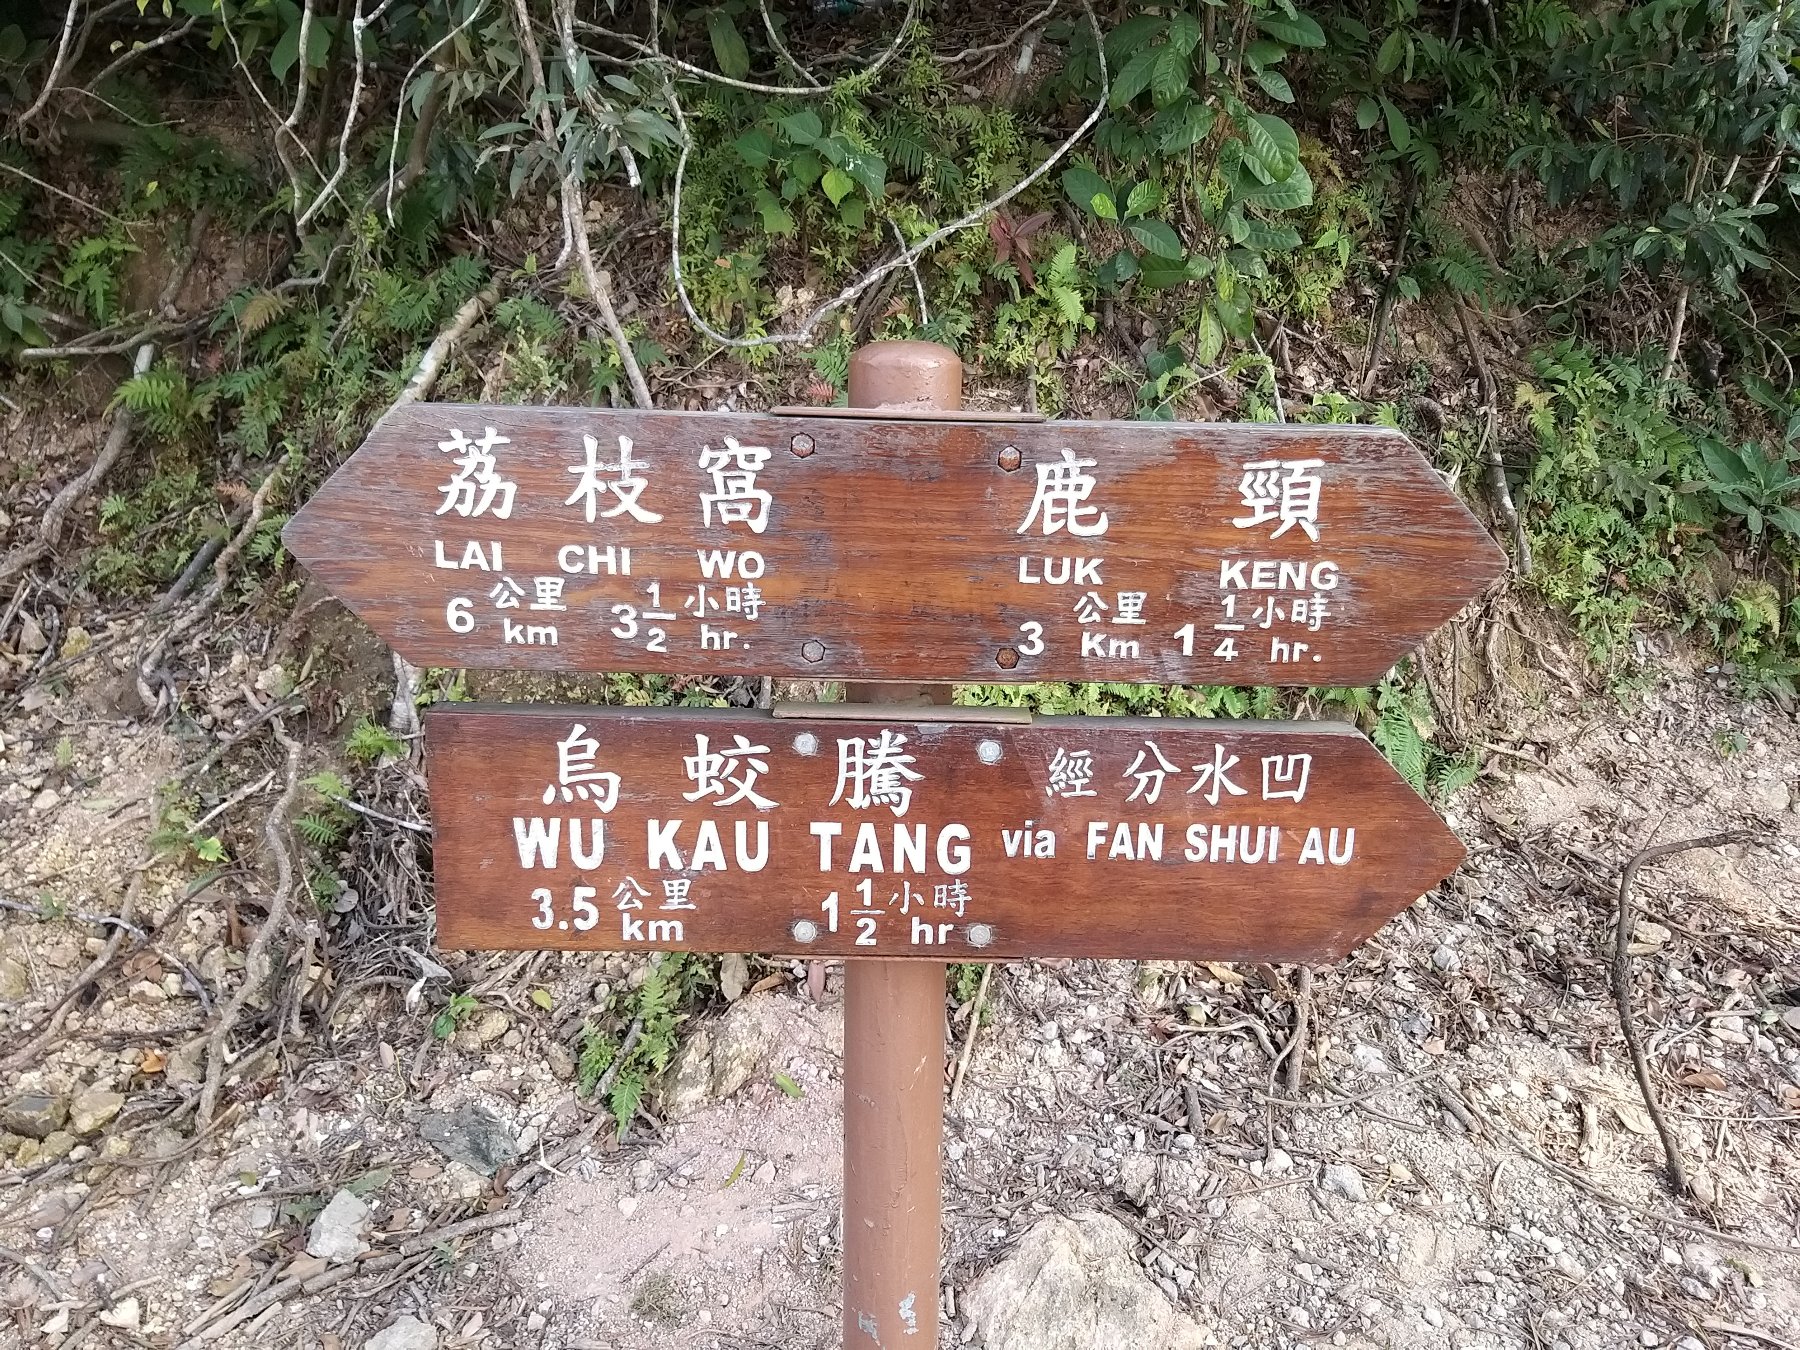 荔枝窩
LAI CHI WO
6 公里 km 3 1/2 小時 hr.
鹿頸
LUK KENG
3 公里 Km 1 1/4 小時 hr.
烏蛟騰 經分水凹
WU KAU TANG via FAN SHUI AU
3.5 公里 km 1 1/2 小時 hr